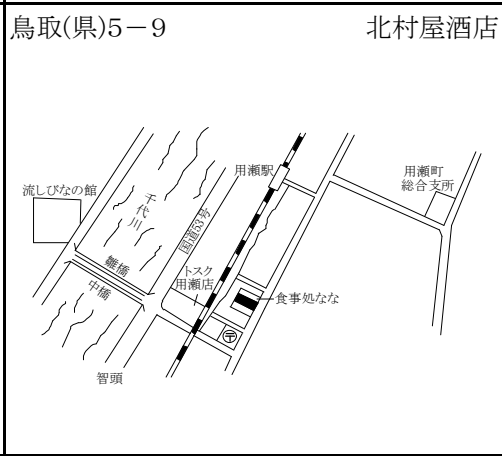 鳥取(県)5-9
北村屋酒店
用瀬駅
用瀬町
総合支所
流しびなの館
千代川
国道53号
雛橋
トスク
用瀬店
中橋
食事処なな
〒
智頭